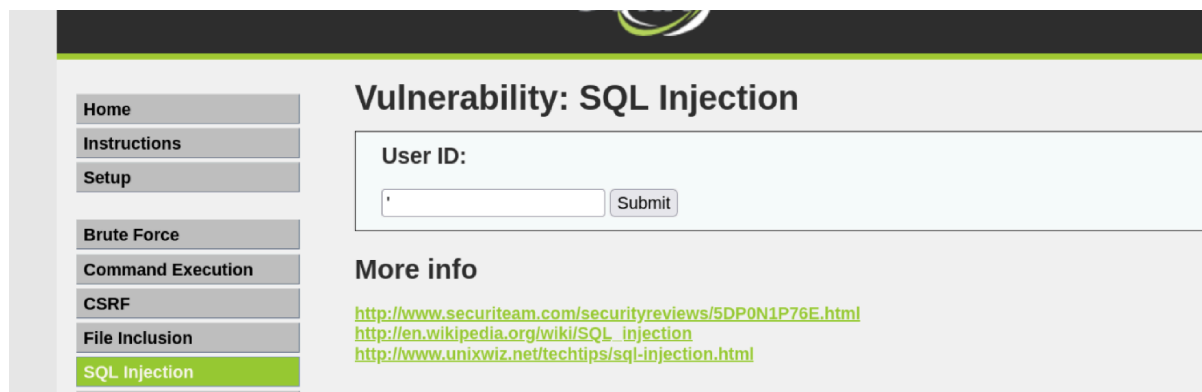 Home
Instructions
Setup
Brute Force
Command Execution
CSRF
File Inclusion
SQL Injection
Vulnerability: SQL Injection
User ID:
'
Submit
More info
http://www.securiteam.com/securityreviews/5DP0N1P76E.html
http://en.wikipedia.org/wiki/SQL_injection
http://www.unixwiz.net/techtips/sql-injection.html